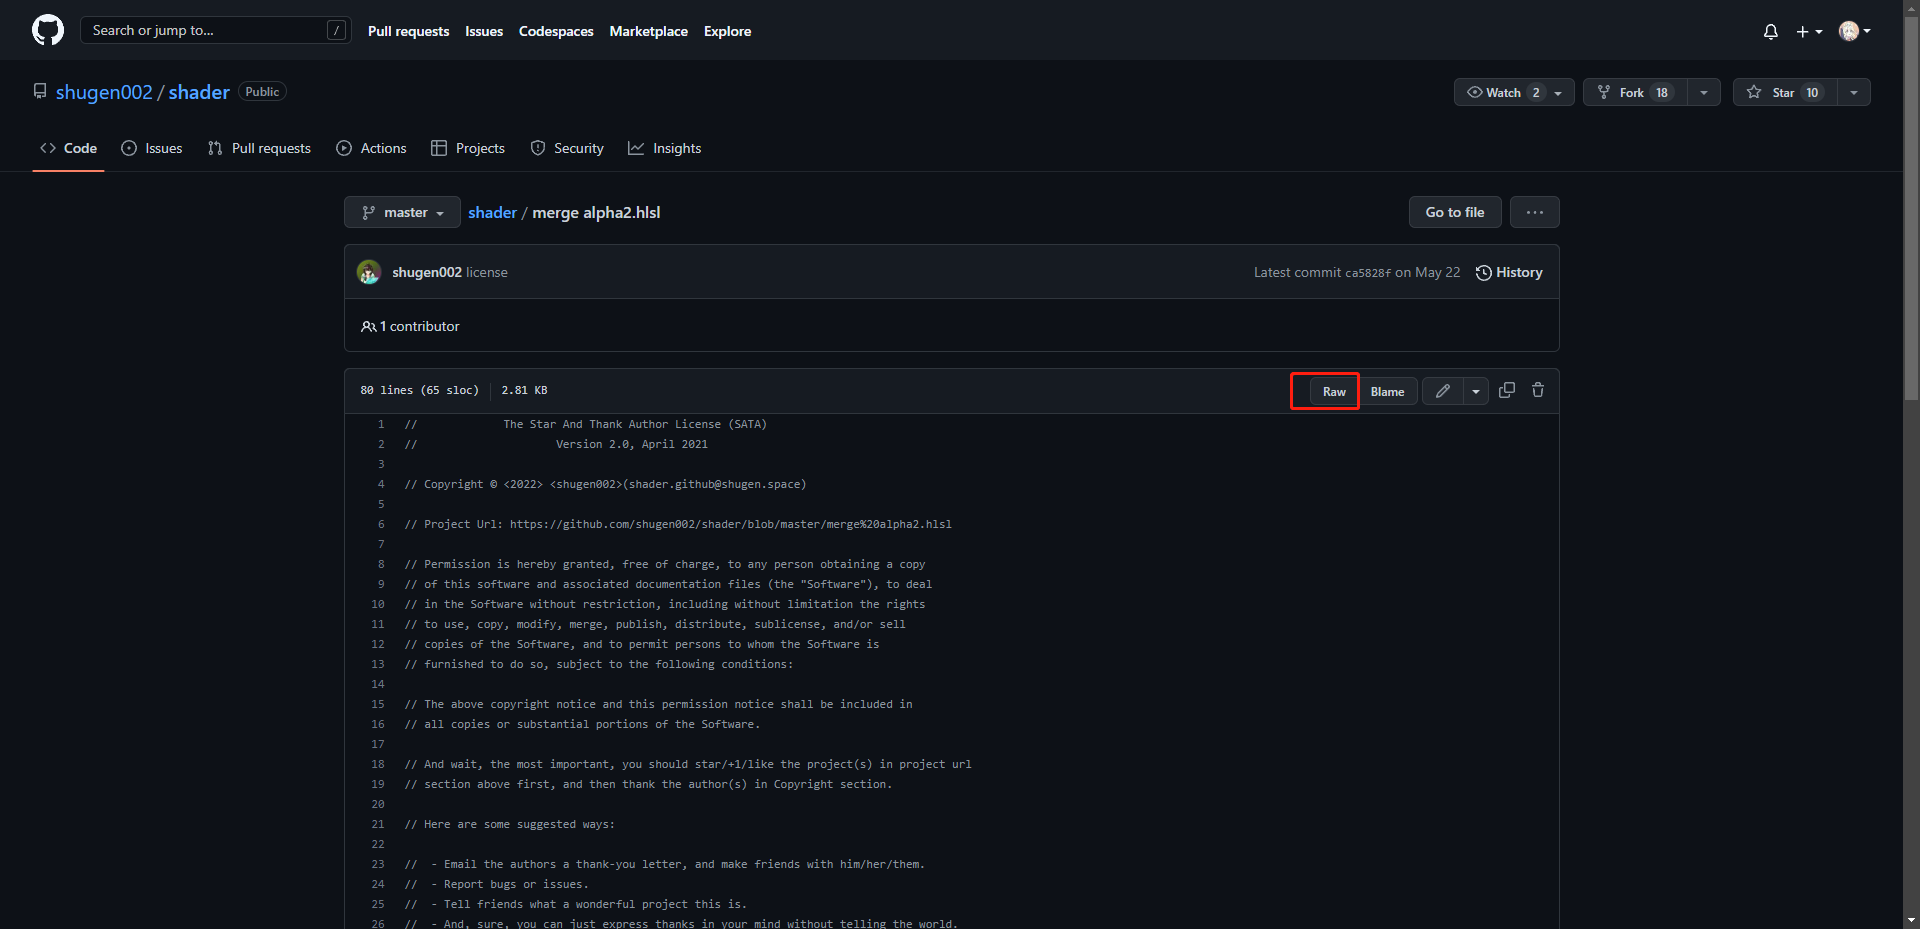 Search or jump to... /
Pull requests Issues Codespaces Marketplace Explore
shugen002 / shader Public
Watch 2 Fork 18 Star 10
Code Issues Pull requests Actions Projects Security Insights
master shader / merge alpha2.hlsl Go to file ...
shugen002 license Latest commit ca5828f on May 22 History
1 contributor
80 lines (65 sloc) 2.81 KB Raw Blame
1 // The Star And Thank Author License (SATA)
2 // Version 2.0, April 2021
3
4 // Copyright © <2022> <shugen002>(shader.github@shugen.space)
5
6 // Project Url: https://github.com/shugen002/shader/blob/master/merge%20alpha2.hlsl
7
8 // Permission is hereby granted, free of charge, to any person obtaining a copy
9 // of this software and associated documentation files (the "Software"), to deal
10 // in the Software without restriction, including without limitation the rights
11 // to use, copy, modify, merge, publish, distribute, sublicense, and/or sell
12 // copies of the Software, and to permit persons to whom the Software is
13 // furnished to do so, subject to the following conditions:
14
15 // The above copyright notice and this permission notice shall be included in
16 // all copies or substantial portions of the Software.
17
18 // And wait, the most important, you should star/+1/like the project(s) in project url
19 // section above first, and then thank the author(s) in Copyright section.
20
21 // Here are some suggested ways:
22
23 // - Email the authors a thank-you letter, and make friends with him/her/them.
24 // - Report bugs or issues.
25 // - Tell friends what a wonderful project this is.
26 // - And, sure, you can just express thanks in your mind without telling the world.